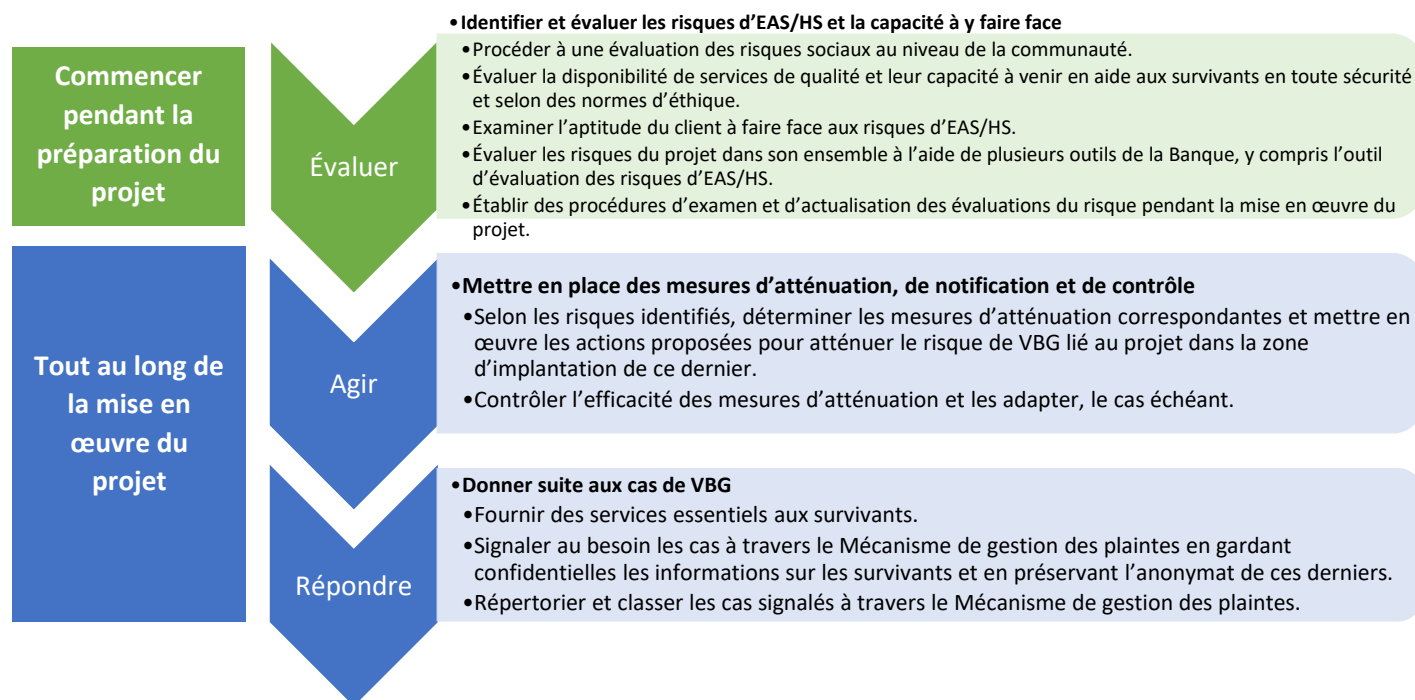 Commencer
pendant la
préparation du
projet
Évaluer
•Identifier et évaluer les risques d’EAS/HS et la capacité à y faire face
•Procéder à une évaluation des risques sociaux au niveau de la communauté.
•Évaluer la disponibilité de services de qualité et leur capacité à venir en aide aux survivants en toute sécurité
et selon des normes d’éthique.
•Examiner l’aptitude du client à faire face aux risques d’EAS/HS.
•Évaluer les risques du projet dans son ensemble à l’aide de plusieurs outils de la Banque, y compris l’outil
d’évaluation des risques d’EAS/HS.
•Établir des procédures d’examen et d’actualisation des évaluations du risque pendant la mise en œuvre du
projet.
Tout au long de
la mise en
œuvre du
projet
Agir
•Mettre en place des mesures d’atténuation, de notification et de contrôle
•Selon les risques identifiés, déterminer les mesures d’atténuation correspondantes et mettre en
œuvre les actions proposées pour atténuer le risque de VBG lié au projet dans la zone
d’implantation de ce dernier.
•Contrôler l’efficacité des mesures d’atténuation et les adapter, le cas échéant.
Répondre
•Donner suite aux cas de VBG
•Fournir des services essentiels aux survivants.
•Signaler au besoin les cas à travers le Mécanisme de gestion des plaintes en gardant
confidentielles les informations sur les survivants et en préservant l’anonymat de ces derniers.
•Répertorier et classer les cas signalés à travers le Mécanisme de gestion des plaintes.